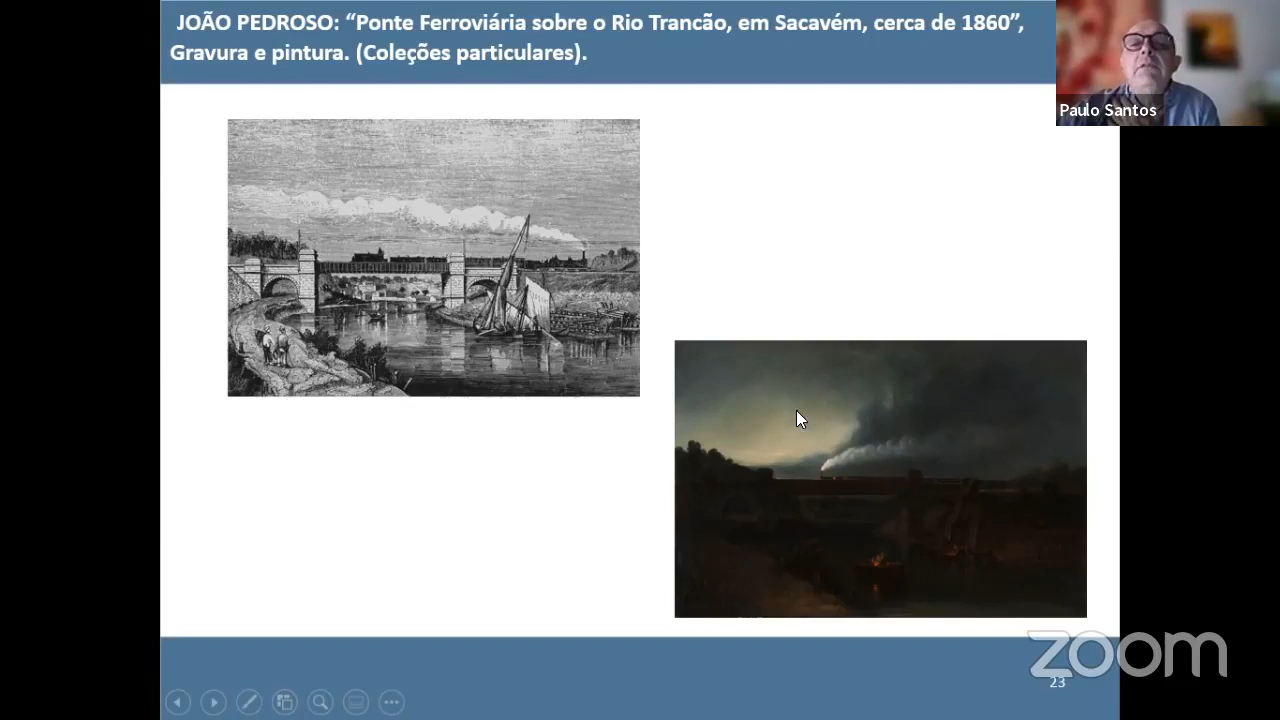 JOÃO PEDROSO: “Ponte Ferroviária sobre o Rio Trancão, em Sacavém, cerca de 1860”,
Gravura e pintura. (Coleções particulares).
Paulo Santos
zoom
23